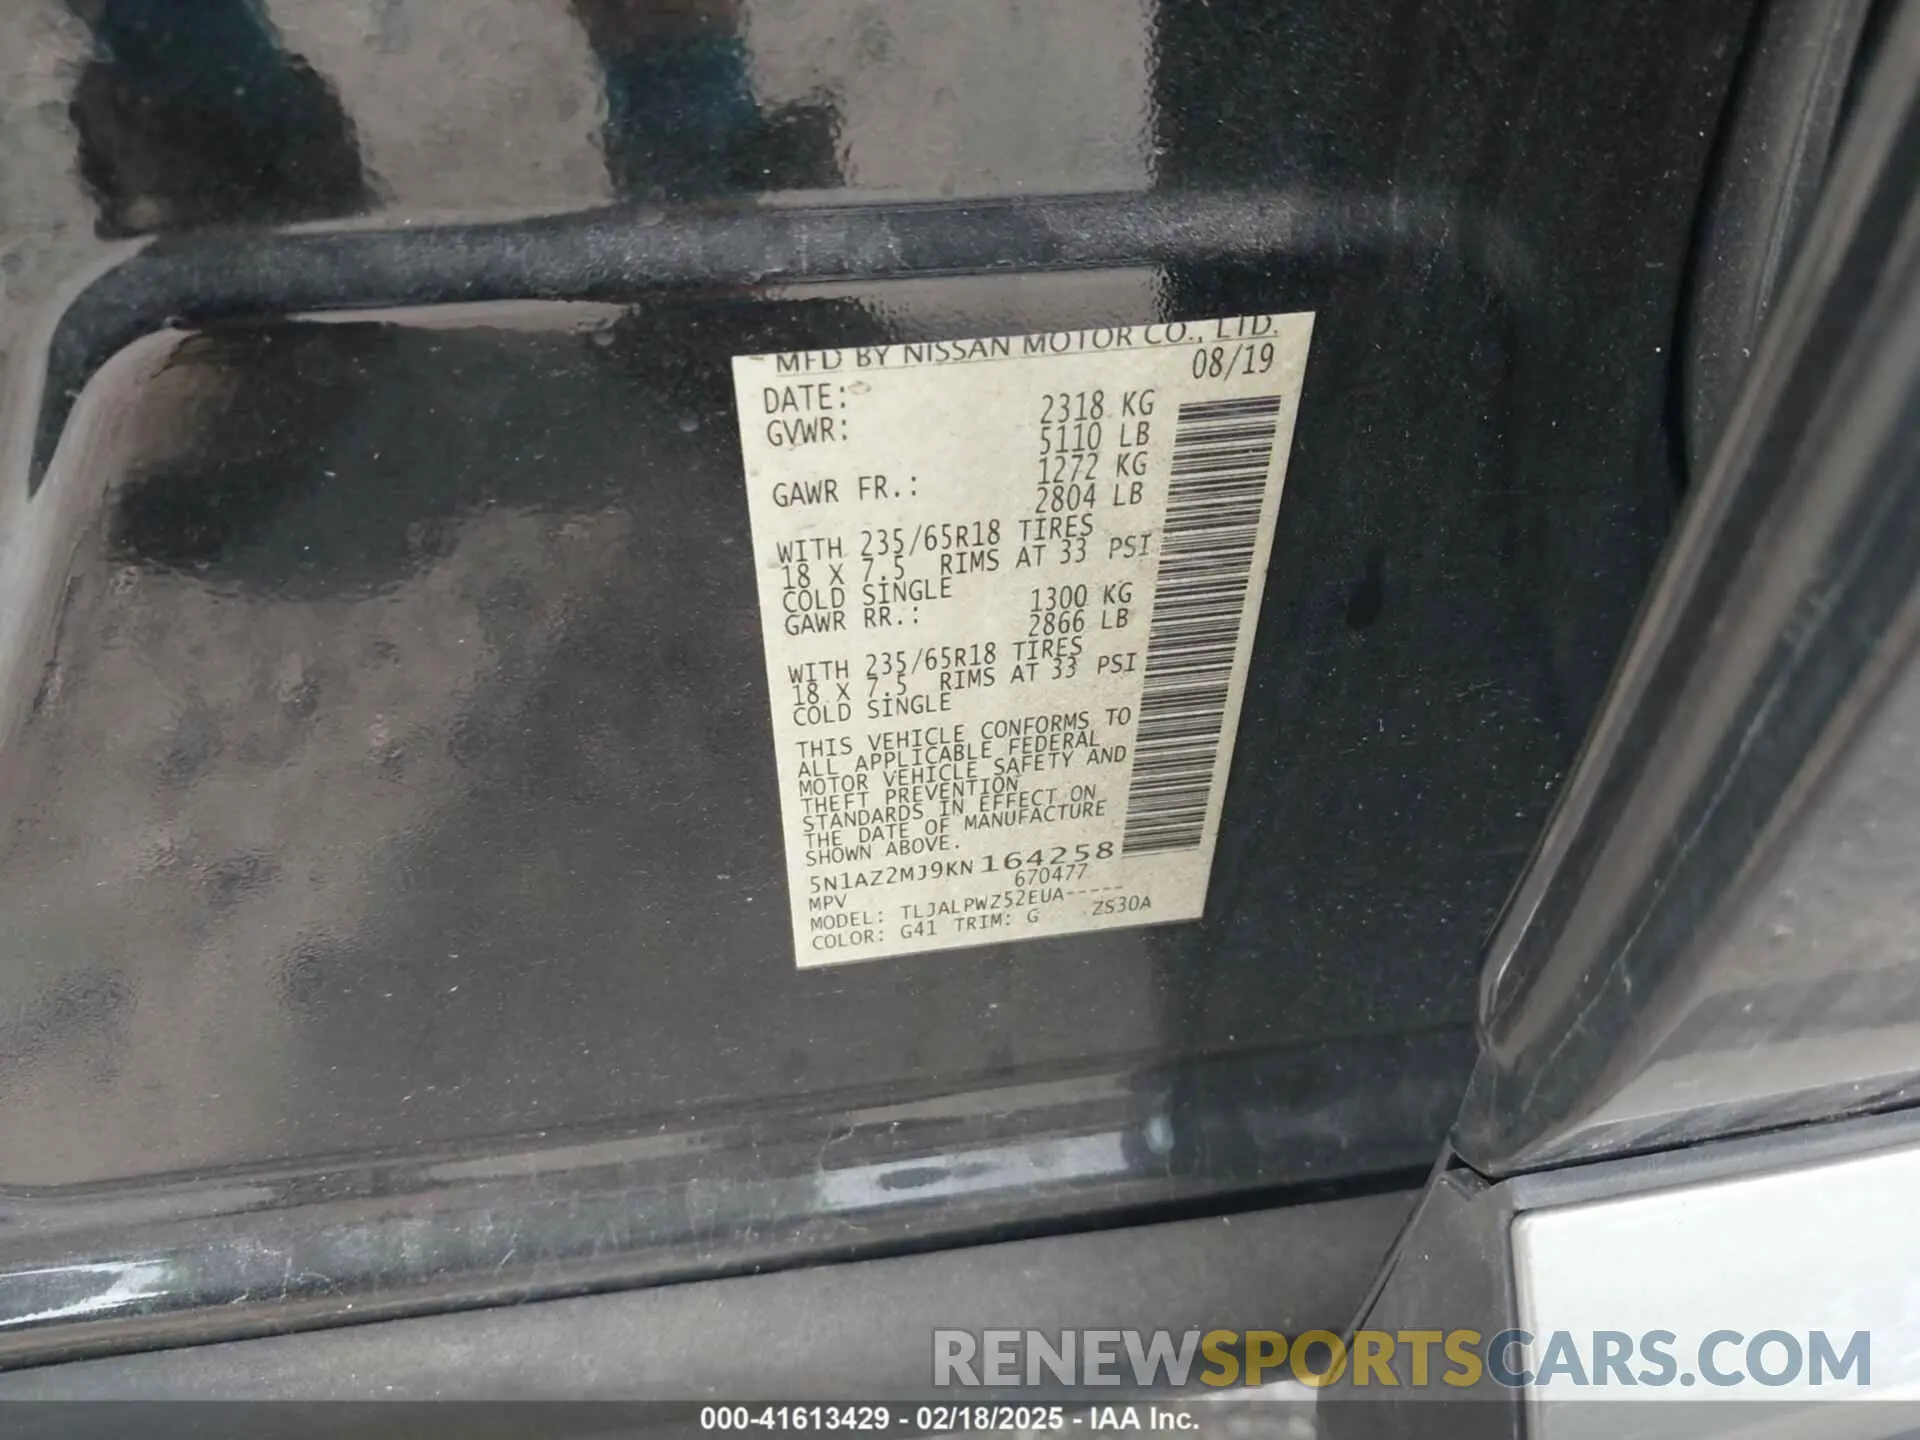 MFD BY NISSAN MOTOR CO., LTD.
DATE: 08/19
GVWR: 2318 KG
5110 LB
GAWR FR.: 1272 KG
2804 LB
WITH 235/65R18 TIRES
18 X 7.5 RIMS AT 33 PSI
COLD SINGLE
GAWR RR.: 1300 KG
2866 LB
WITH 235/65R18 TIRES
18 X 7.5 RIMS AT 33 PSI
COLD SINGLE
THIS VEHICLE CONFORMS TO
ALL APPLICABLE FEDERAL
MOTOR VEHICLE SAFETY AND
THEFT PREVENTION
STANDARDS IN EFFECT ON
THE DATE OF MANUFACTURE
SHOWN ABOVE.
5N1AZ2MJ9KN164258
MPV 670477
MODEL: TLJALPWZ52EUA-----
COLOR: G41 TRIM: G ZS30A
RENEWSPORTSCARS.COM
000-41613429 - 02/18/2025 - IAA Inc.